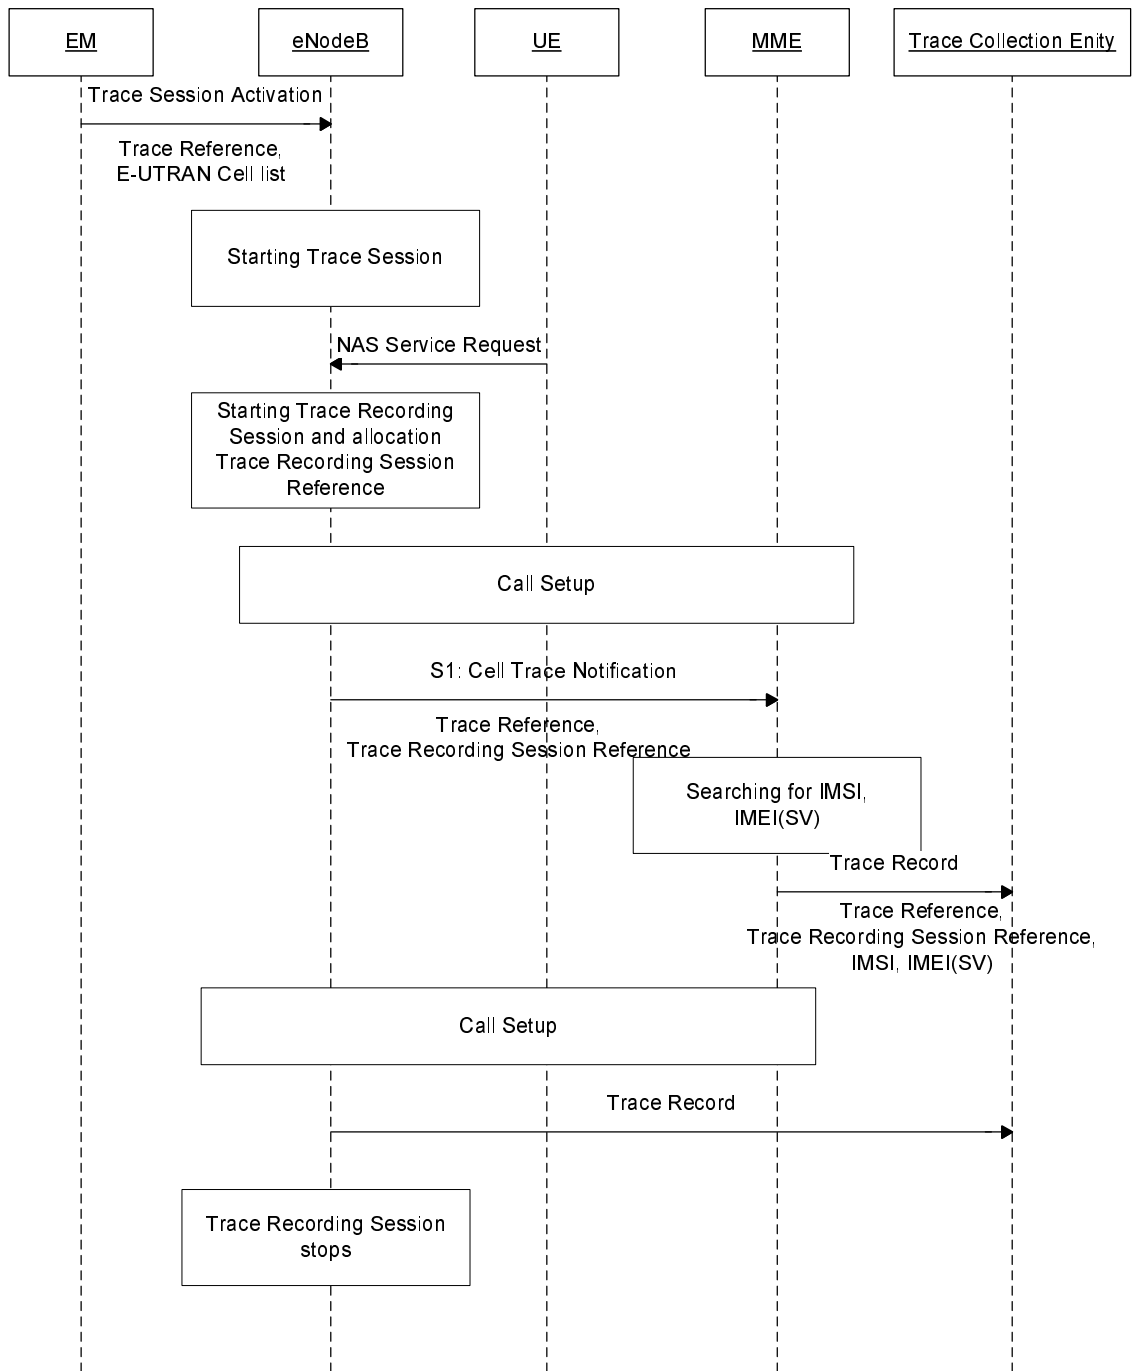 EM
eNodeB
UE
MME
Trace Collection Enity
Trace Session Activation
Trace Reference,
E-UTRAN Cell list
Starting Trace Session
NAS Service Request
Starting Trace Recording
Session and allocation
Trace Recording Session
Reference
Call Setup
S1: Cell Trace Notification
Trace Reference,
Trace Recording Session Reference
Searching for IMSI,
IMEI(SV)
Trace Record
Trace Reference,
Trace Recording Session Reference,
IMSI, IMEI(SV)
Call Setup
Trace Record
Trace Recording Session
stops